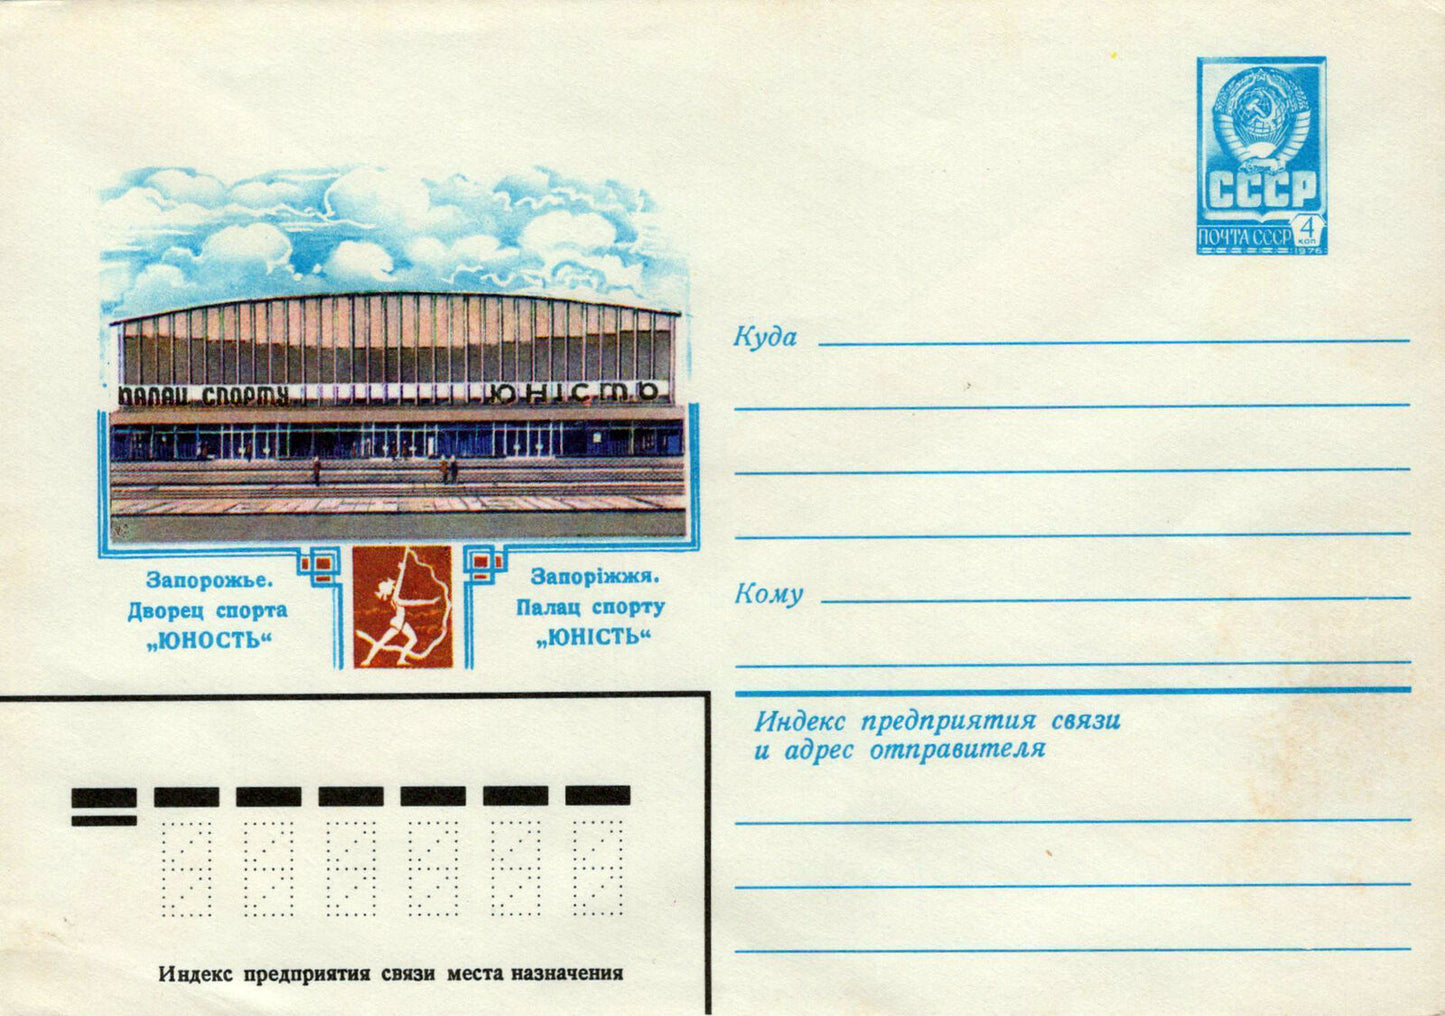 СССР
ПОЧТА СССР 4 КОП
1976
ПАЛАЦ СПОРТУ ЮНІСТЬ
Запорожье.
Дворец спорта
„ЮНОСТЬ“
Запоріжжя.
Палац спорту
„ЮНІСТЬ“
Куда
Кому
Индекс предприятия связи
и адрес отправителя
Индекс предприятия связи места назначения